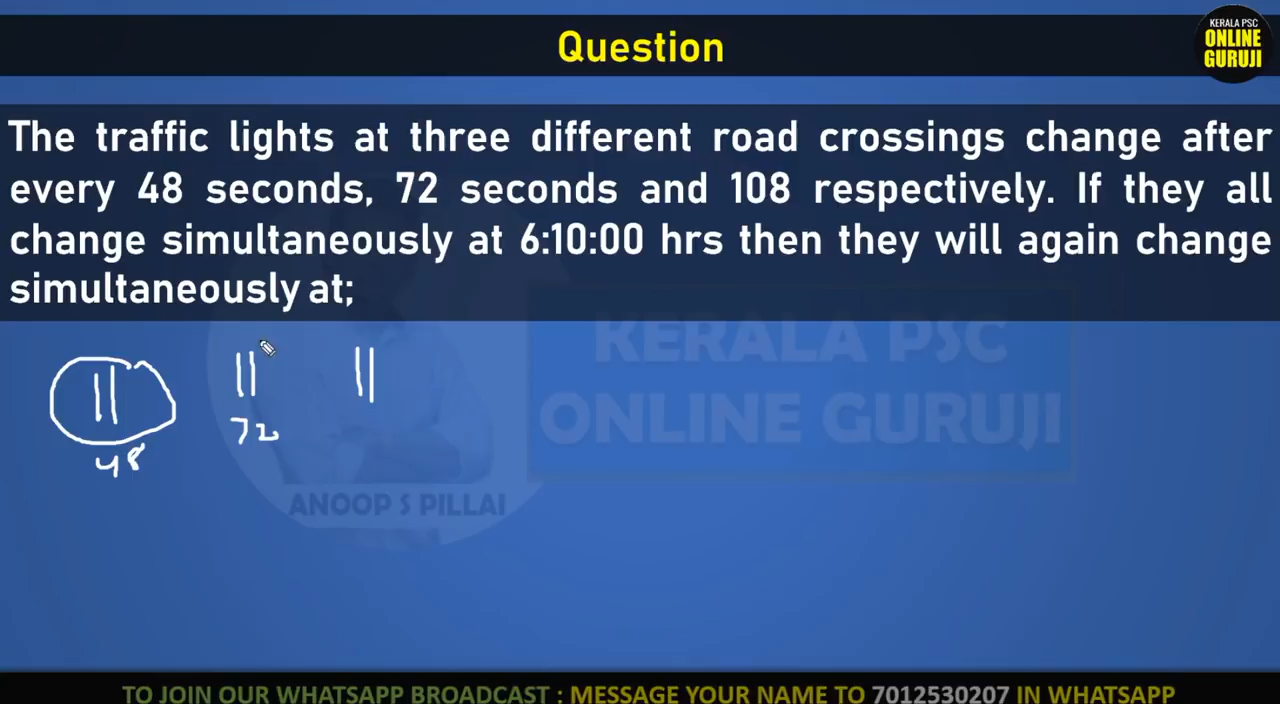 Question
KERALA PSC
ONLINE
GURUJI
The traffic lights at three different road crossings change after
every 48 seconds, 72 seconds and 108 respectively. If they all
change simultaneously at 6:10:00 hrs then they will again change
simultaneously at;
KERALA PSC
ONLINE GURUJI
72
48
ANOOP S PILLAI
TO JOIN OUR WHATSAPP BROADCAST : MESSAGE YOUR NAME TO 7012530207 IN WHATSAPP